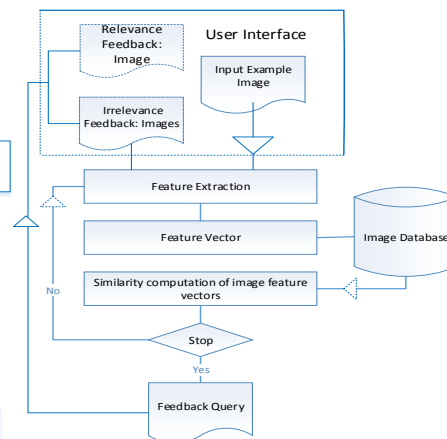 Relevance
Feedback:
Image
User Interface
Input Example
Image
Irrelevance
Feedback: Images
Feature Extraction
Feature Vector
Image Database
Similarity computation of image feature
vectors
No
Stop
Yes
Feedback Query